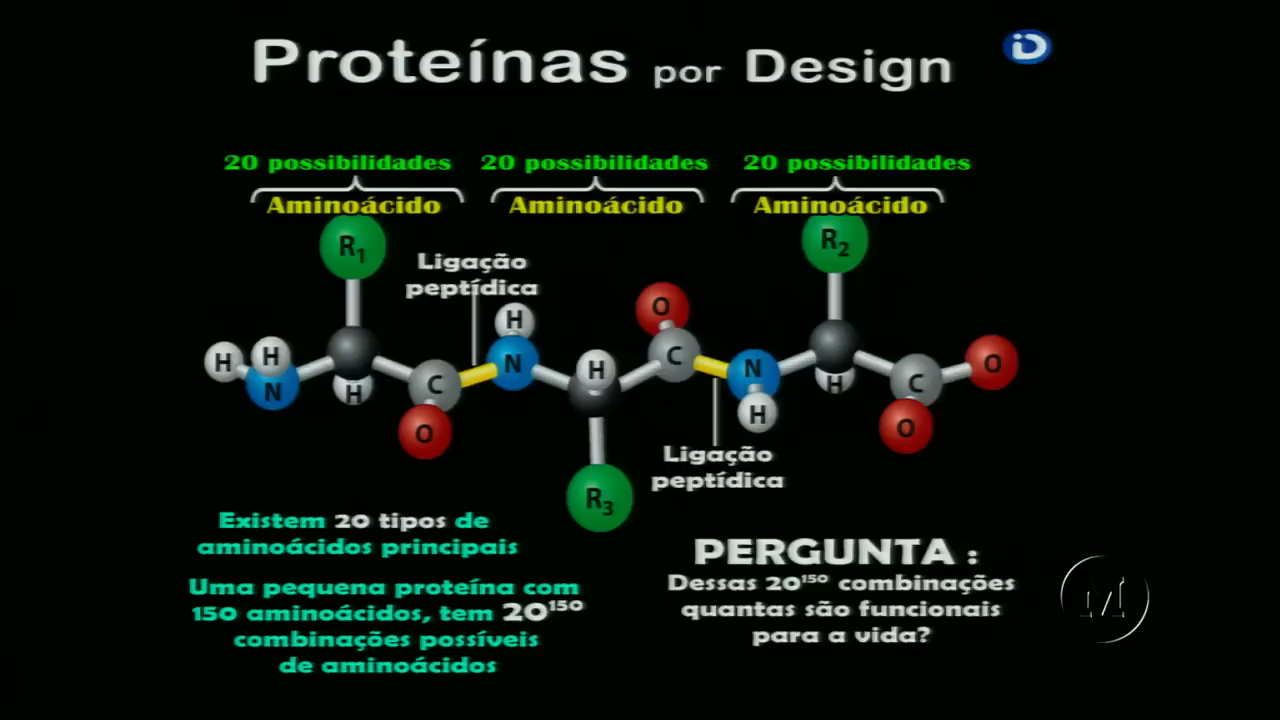 Proteínas por Design
iD
20 possibilidades 20 possibilidades 20 possibilidades
Aminoácido Aminoácido Aminoácido
R₁
R₂
Ligação
peptídica
O
H
C
N
N
H
H
H
N
H
C
O
H
H
C
O
H
O
Ligação
peptídica
R₃
Existem 20 tipos de
aminoácidos principais
Uma pequena proteína com
150 aminoácidos, tem 20¹⁵⁰
combinações possíveis
de aminoácidos
PERGUNTA :
Dessas 20¹⁵⁰ combinações
quantas são funcionais
para a vida?
M